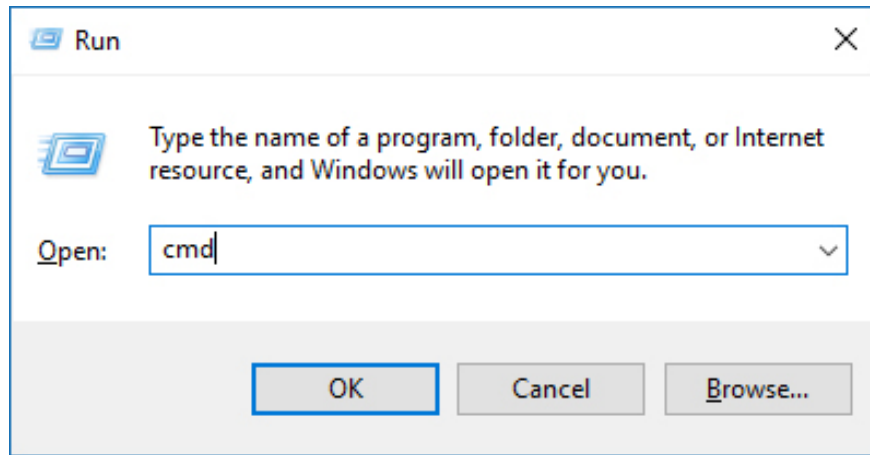 Run
Type the name of a program, folder, document, or Internet
resource, and Windows will open it for you.
Open: cmd
OK Cancel Browse...